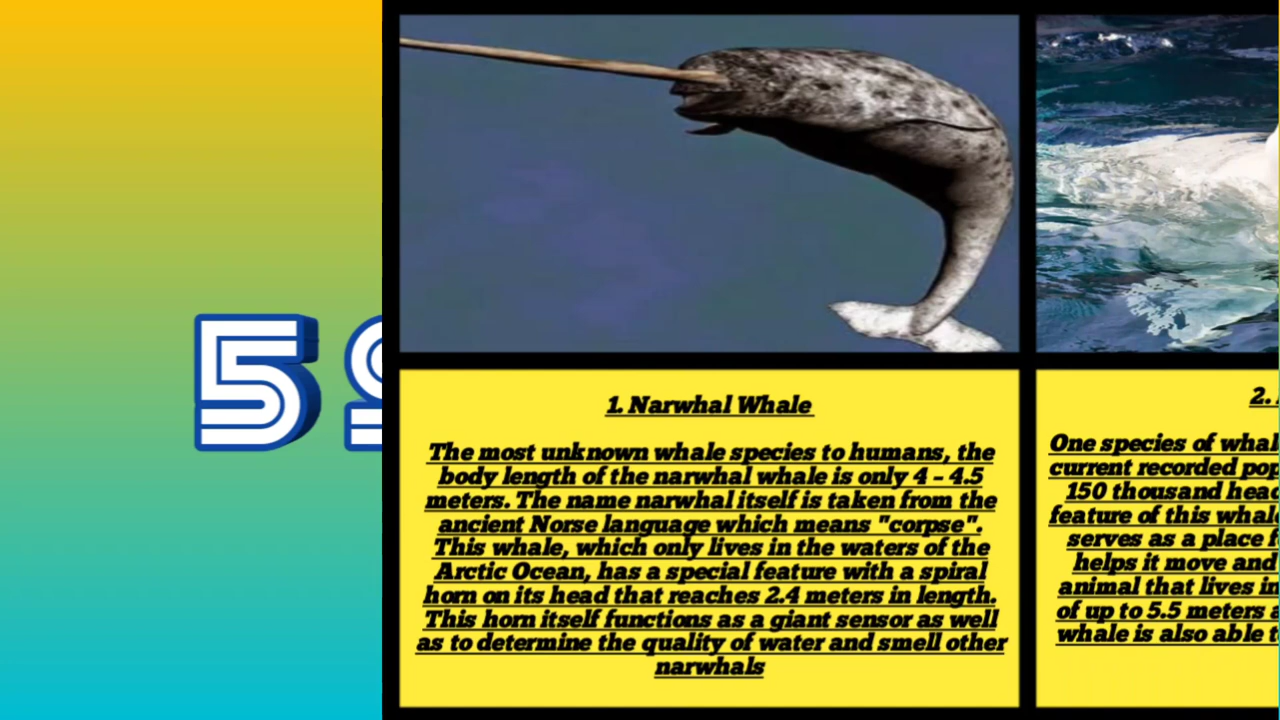 5
1. Narwhal Whale
The most unknown whale species to humans, the
body length of the narwhal whale is only 4 – 4.5
meters. The name narwhal itself is taken from the
ancient Norse language which means "corpse".
This whale, which only lives in the waters of the
Arctic Ocean, has a special feature with a spiral
horn on its head that reaches 2.4 meters in length.
This horn itself functions as a giant sensor as well
as to determine the quality of water and smell other
narwhals
2.
One species of
current recorded
150 thousand
feature of this
serves as a place
helps it move and
animal that lives in
of up to 5.5 meters
whale is also able